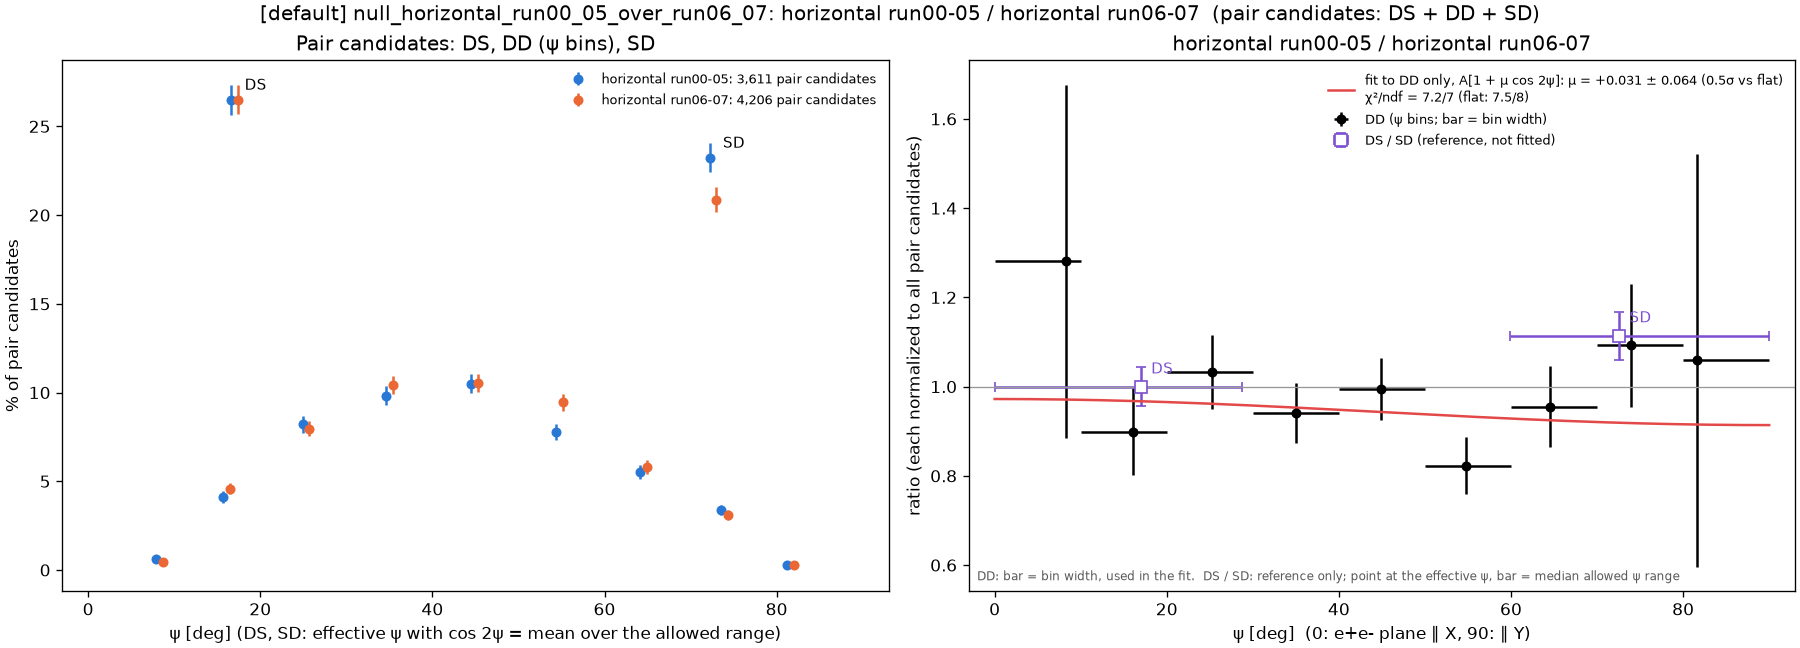 [default] null_horizontal_run00_05_over_run06_07: horizontal run00-05 / horizontal run06-07  (pair candidates: DS + DD + SD)
Pair candidates: DS, DD (ψ bins), SD
DS
SD
horizontal run00-05: 3,611 pair candidates
horizontal run06-07: 4,206 pair candidates
% of pair candidates
25
20
15
10
5
0
0
20
40
60
80
ψ [deg] (DS, SD: effective ψ with cos 2ψ = mean over the allowed range)
horizontal run00-05 / horizontal run06-07
fit to DD only, A[1 + μ cos 2ψ]: μ = +0.031 ± 0.064 (0.5σ vs flat)
χ²/ndf = 7.2/7 (flat: 7.5/8)
DD (ψ bins; bar = bin width)
DS / SD (reference, not fitted)
DS
SD
ratio (each normalized to all pair candidates)
1.6
1.4
1.2
1.0
0.8
0.6
DD: bar = bin width, used in the fit.  DS / SD: reference only; point at the effective ψ, bar = median allowed ψ range
0
20
40
60
80
ψ [deg]  (0: e+e- plane ∥ X, 90: ∥ Y)